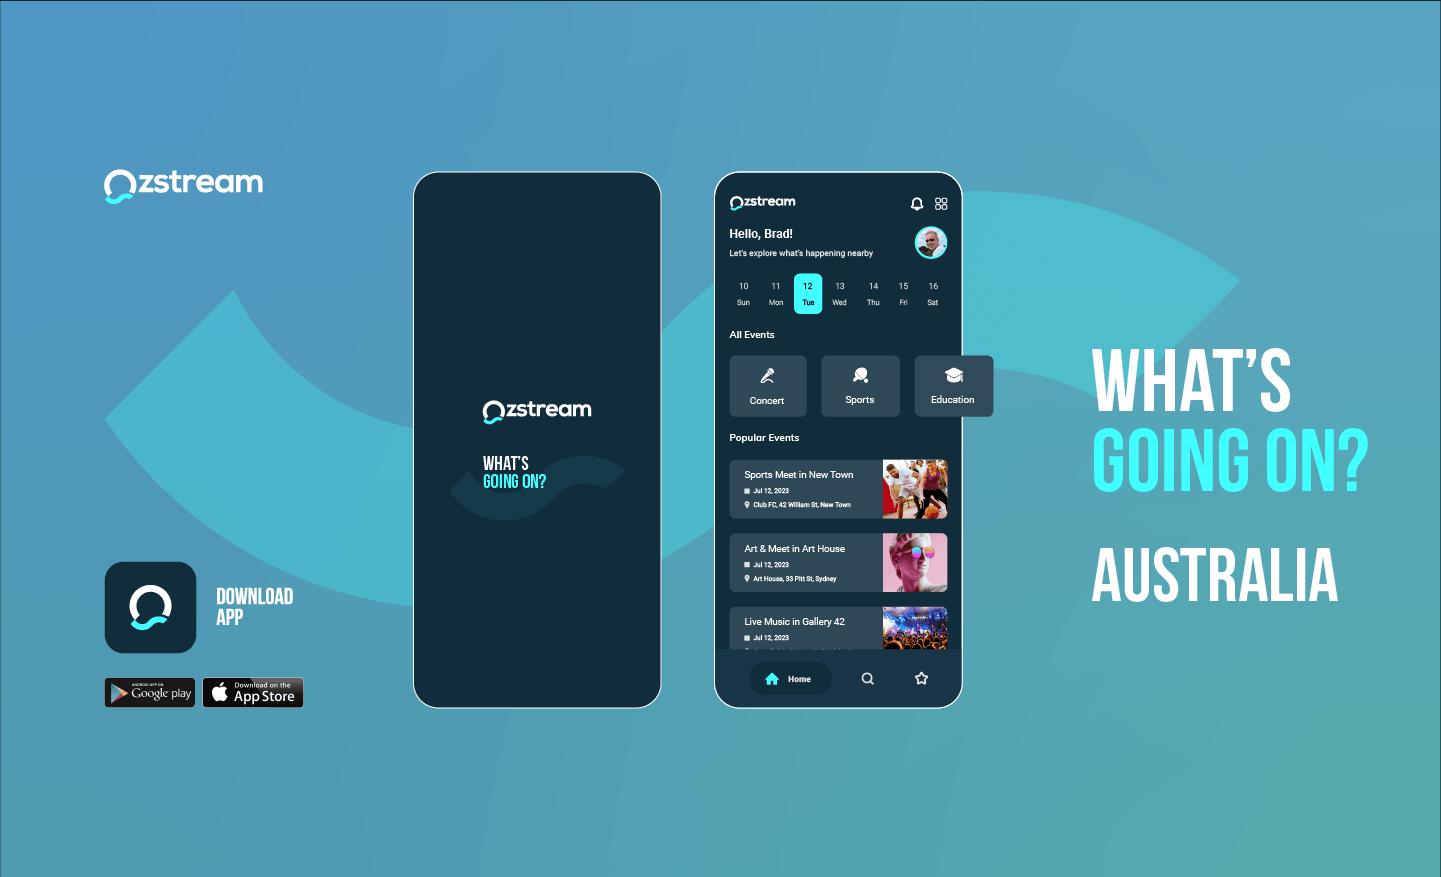 Ozstream
DOWNLOAD
APP
ANDROID APP ON
Google play
Download on the
App Store
Ozstream
WHAT'S
GOING ON?
Ozstream
Hello, Brad!
Let's explore what's happening nearby
10 11 12 13 14 15 16
Sun Mon Tue Wed Thu Fri Sat
All Events
Concert Sports Education
Popular Events
Sports Meet in New Town
Jul 12, 2023
Club FC, 42 William St, New Town
Art & Meet in Art House
Jul 12, 2023
Art House, 33 Pitt St, Sydney
Live Music in Gallery 42
Jul 12, 2023
Home
WHAT'S
GOING ON?
AUSTRALIA